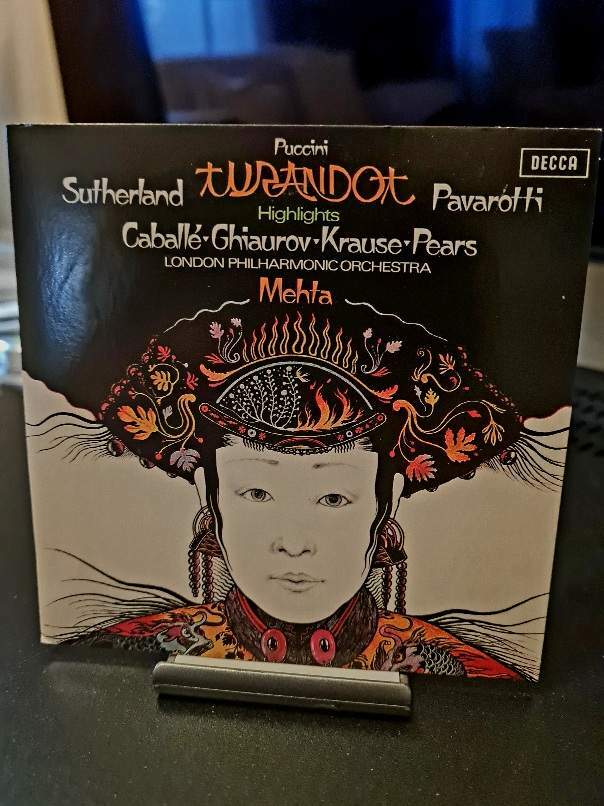 Puccini
DECCA
Sutherland TURANDOT Pavarotti
Highlights
Caballé·Ghiaurov·Krause·Pears
LONDON PHILHARMONIC ORCHESTRA
Mehta